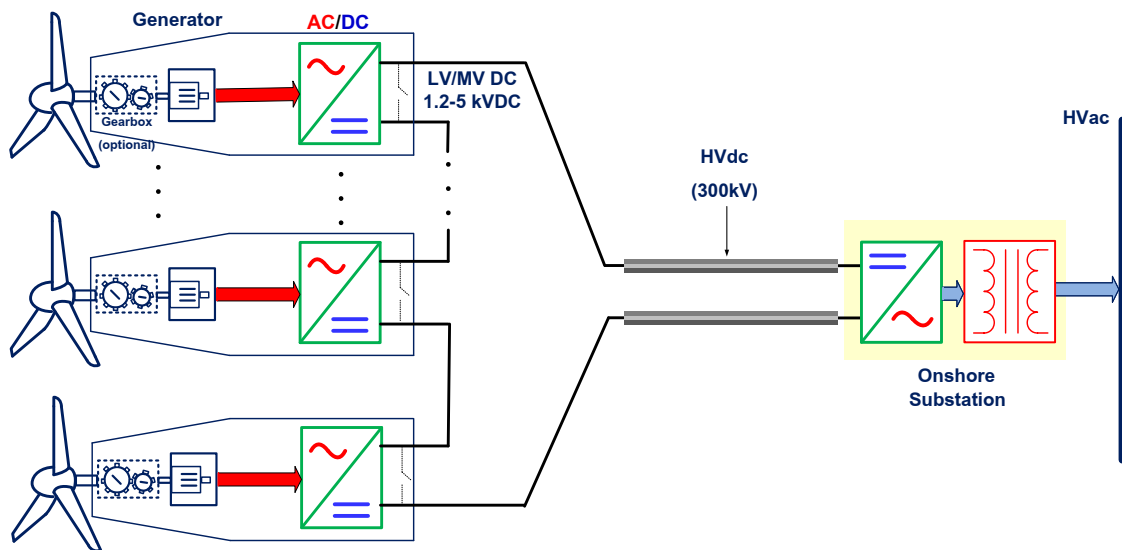 Generator
AC/DC
LV/MV DC
1.2-5 kVDC
Gearbox
(optional)
HVdc
(300kV)
HVac
Onshore
Substation